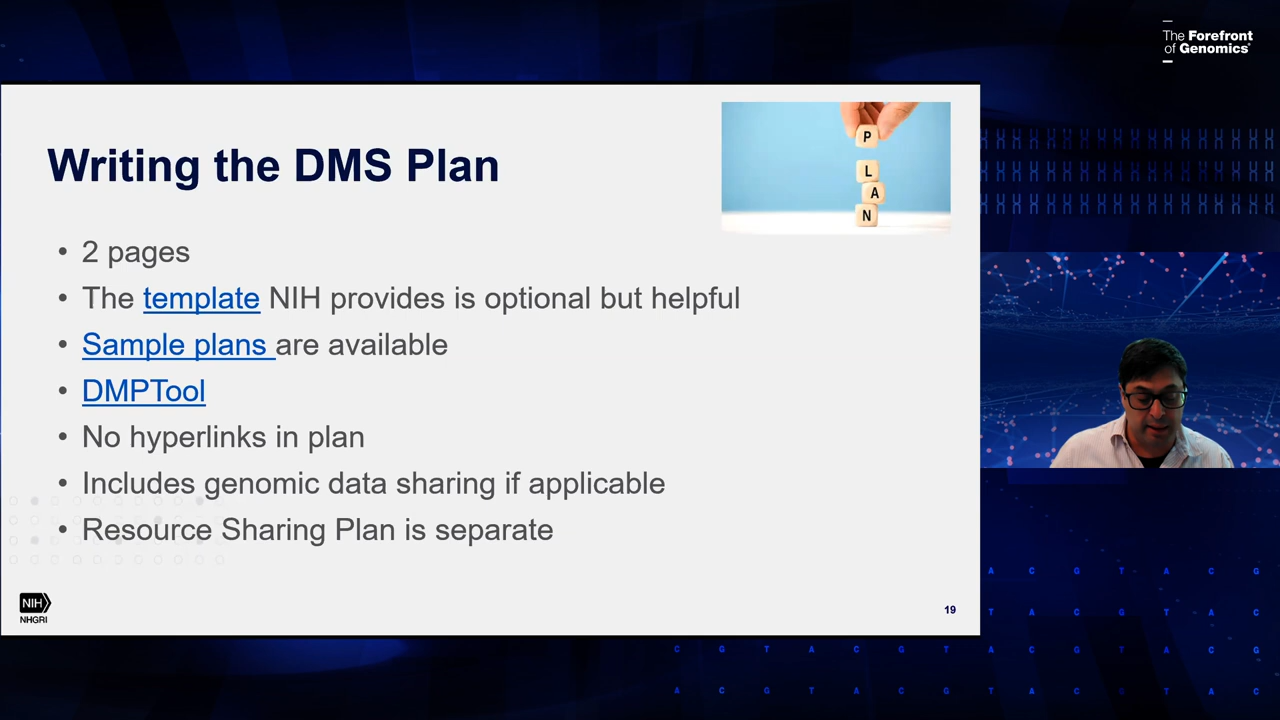 The Forefront
of Genomics®
Writing the DMS Plan
P
L
A
N
• 2 pages
• The template NIH provides is optional but helpful
• Sample plans are available
• DMPTool
• No hyperlinks in plan
• Includes genomic data sharing if applicable
• Resource Sharing Plan is separate
NIH
NHGRI
19
A C G T A C G
T A C G T A C
C G T A C G T A C G T A C G
A C G T A C G T A C G T A C